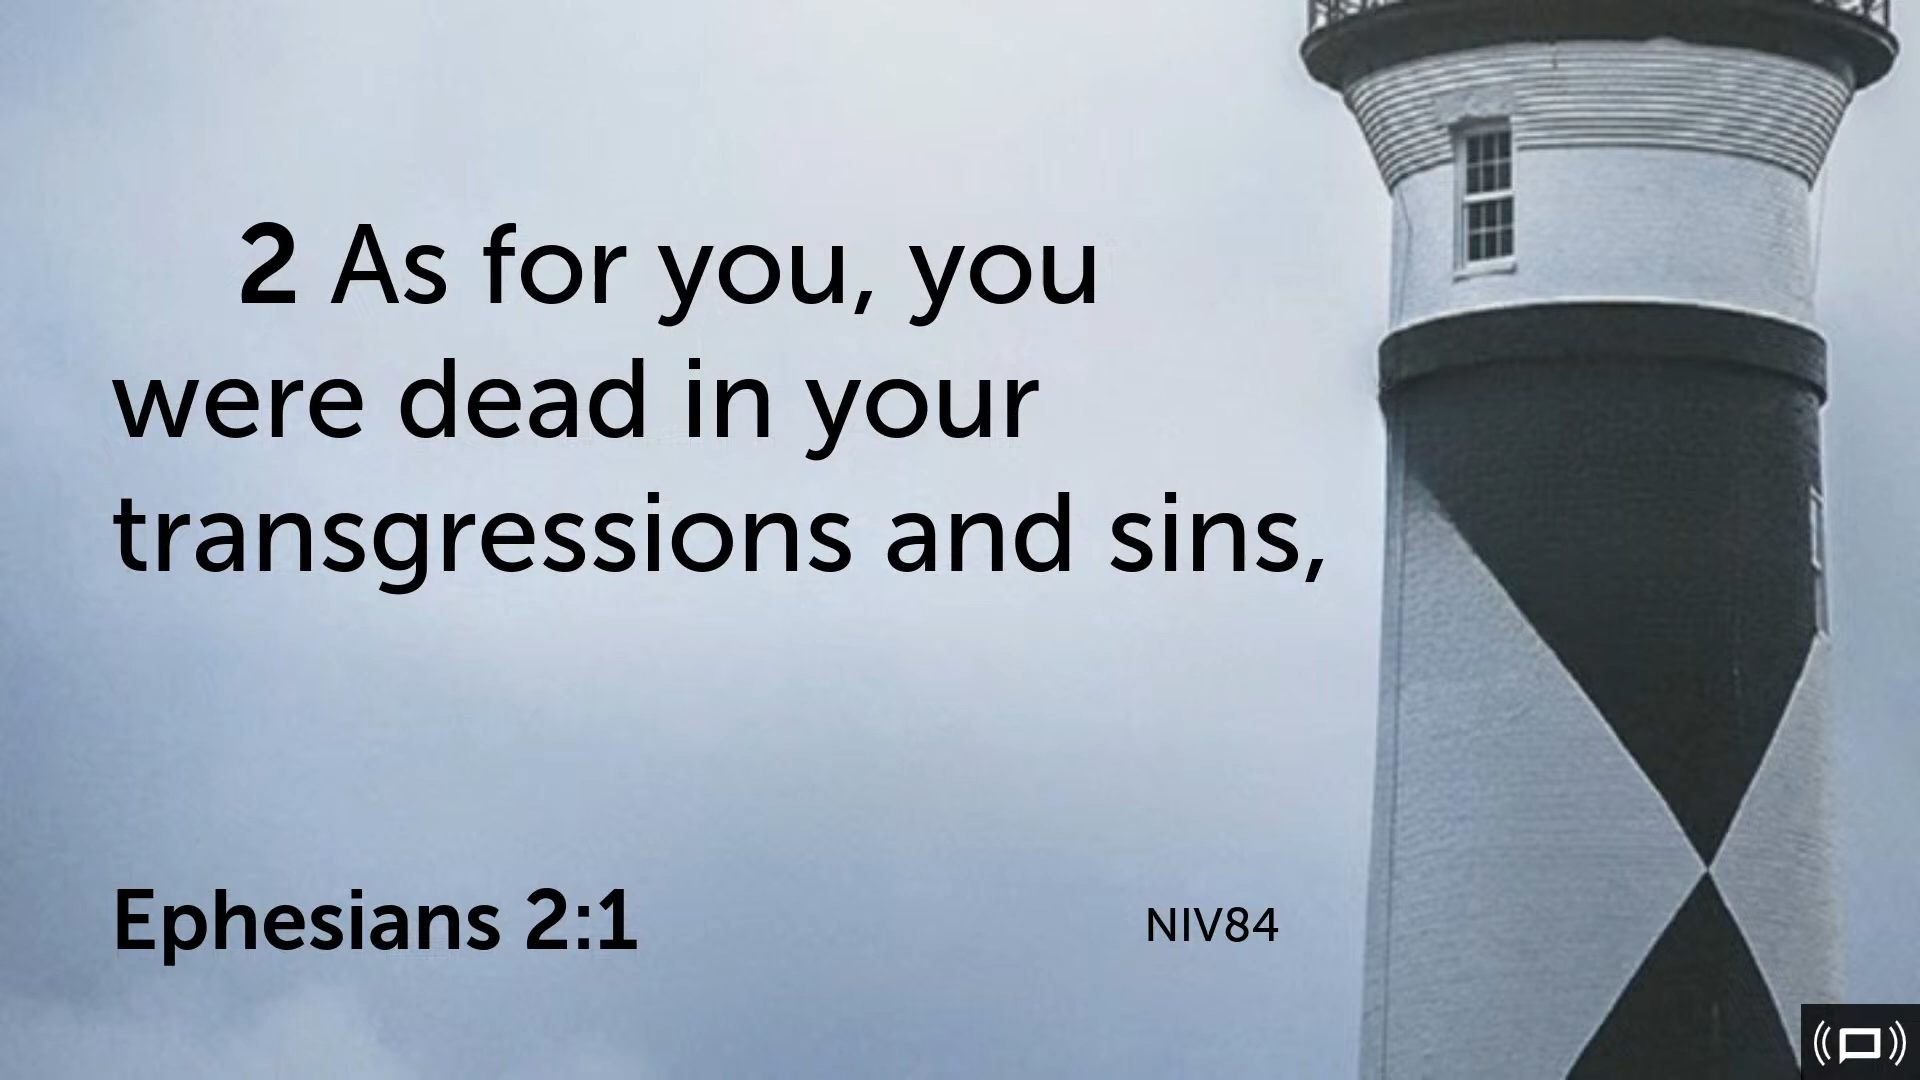 2 As for you, you
were dead in your
transgressions and sins,
Ephesians 2:1
NIV84